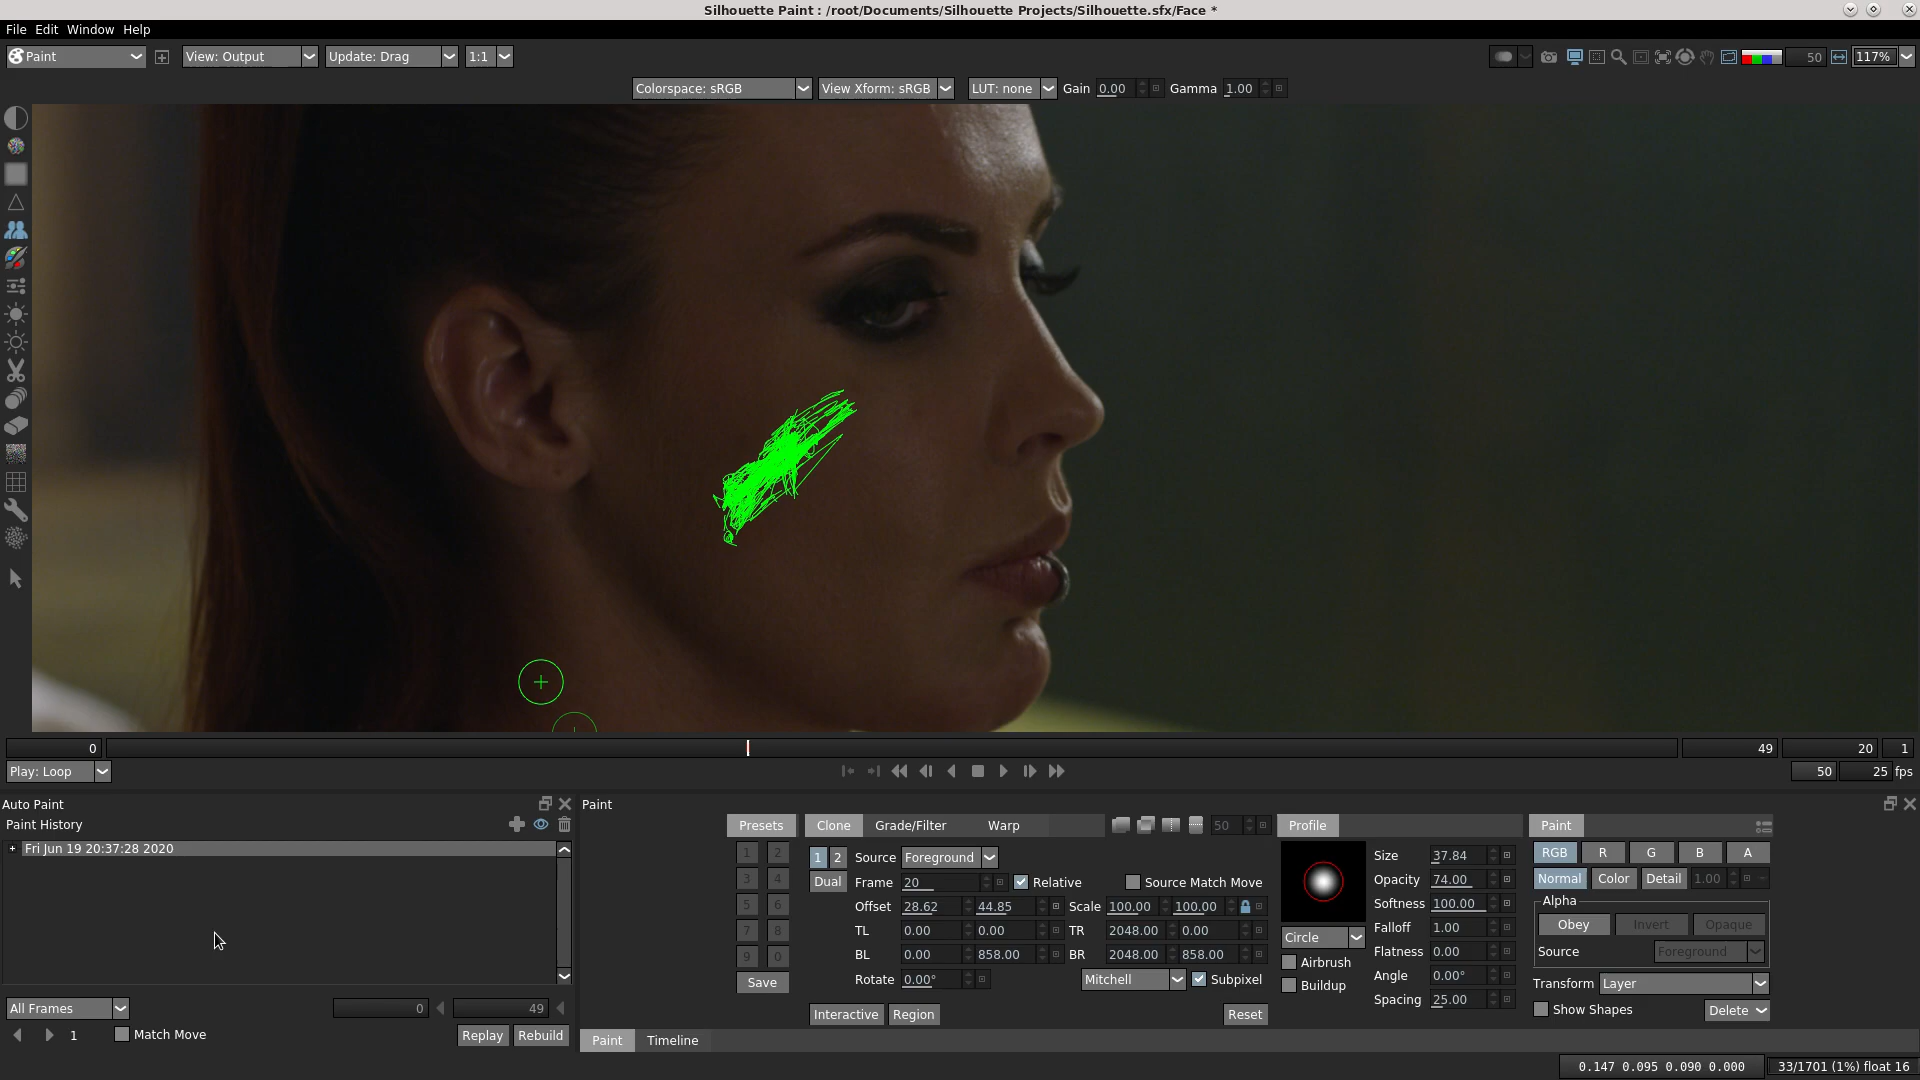 Silhouette Paint : /root/Documents/Silhouette Projects/Silhouette.sfx/Face *
File Edit Window Help
Paint View: Output Update: Drag 1:1 50 117%
Colorspace: sRGB View Xform: sRGB LUT: none Gain 0.00 Gamma 1.00
0 49 20 1
Play: Loop 50 25 fps
Auto Paint
Paint History
Fri Jun 19 20:37:28 2020
All Frames 0 49
1 Match Move Replay Rebuild
Paint
Presets
1 2
3 4
5 6
7 8
9 0
Save
Clone Grade/Filter Warp 50
1 2 Source Foreground
Dual Frame 20 Relative Source Match Move
Offset 28.62 44.85 Scale 100.00 100.00
TL 0.00 0.00 TR 2048.00 0.00
BL 0.00 858.00 BR 2048.00 858.00
Rotate 0.00° Mitchell Subpixel
Interactive Region Reset
Profile
Circle
Airbrush
Buildup
Size 37.84
Opacity 74.00
Softness 100.00
Falloff 1.00
Flatness 0.00
Angle 0.00°
Spacing 25.00
Paint
RGB R G B A
Normal Color Detail 1.00
Alpha
Obey Invert Opaque
Source Foreground
Transform Layer
Show Shapes Delete
Paint Timeline
0.147 0.095 0.090 0.000 33/1701 (1%) float 16